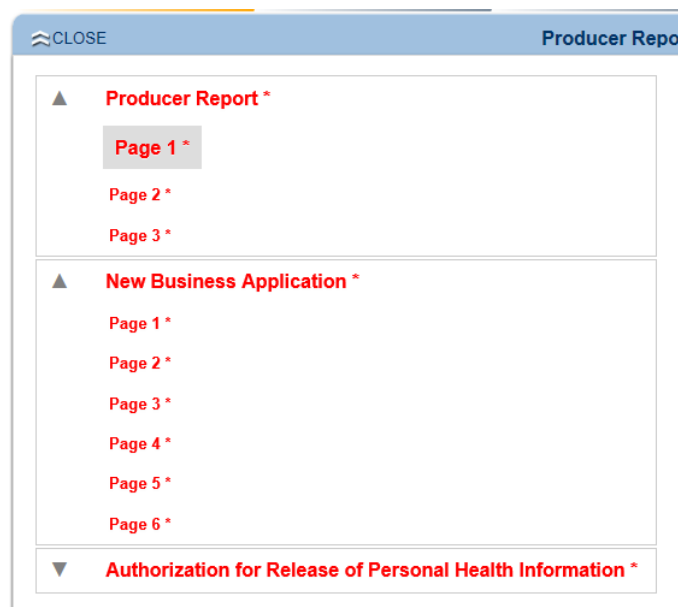 CLOSE
Producer Repo
Producer Report *
Page 1 *
Page 2 *
Page 3 *
New Business Application *
Page 1 *
Page 2 *
Page 3 *
Page 4 *
Page 5 *
Page 6 *
Authorization for Release of Personal Health Information *